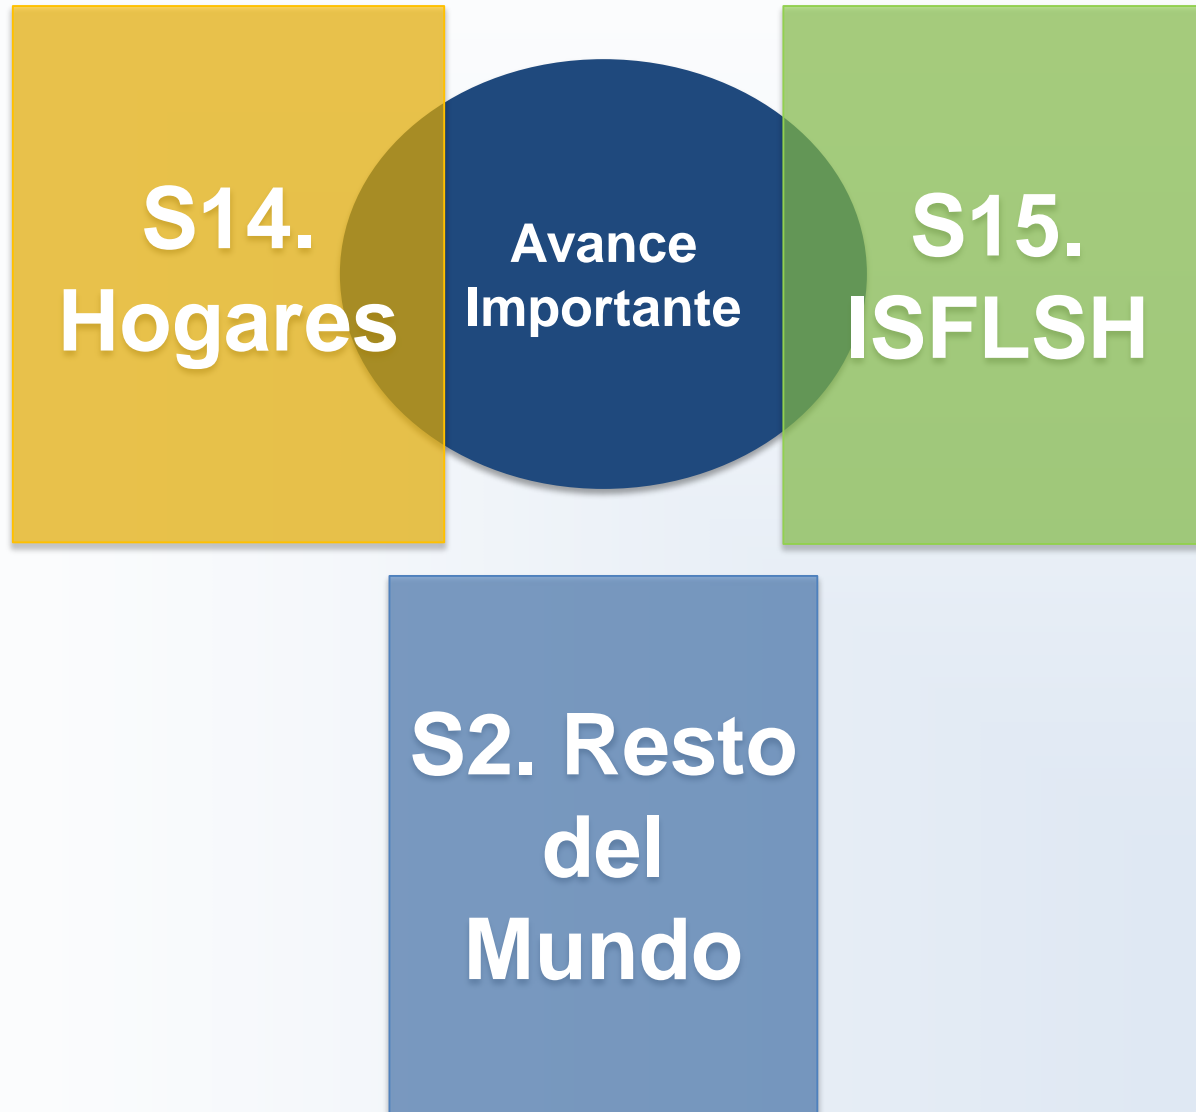 S14.
Hogares
Avance
Importante
S15.
ISFLSH
S2. Resto
del
Mundo